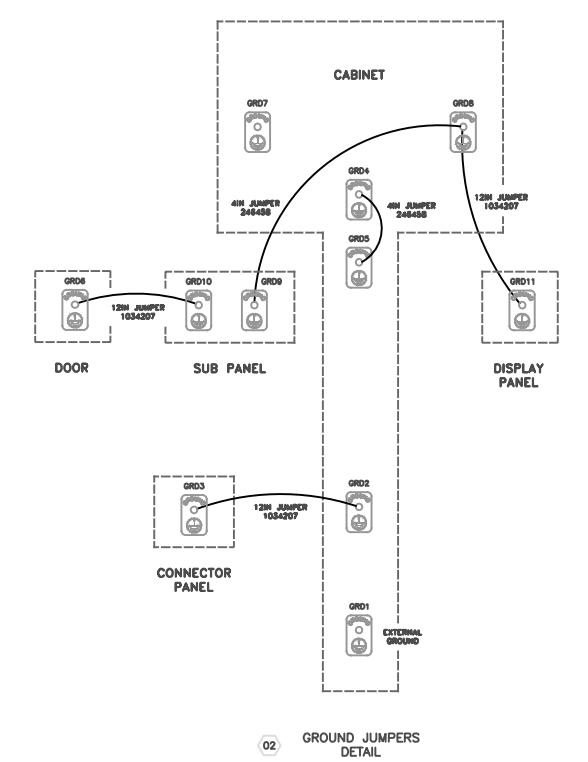 CABINET
GRD7
GRD8
GRD4
4IN JUMPER
246458
4IN JUMPER
246458
12IN JUMPER
1034207
GRD5
GRD6
GRD10
GRD9
GRD11
12IN JUMPER
1034207
DOOR
SUB PANEL
DISPLAY
PANEL
GRD3
GRD2
12IN JUMPER
1034207
CONNECTOR
PANEL
GRD1
EXTERNAL
GROUND
02
GROUND JUMPERS
DETAIL